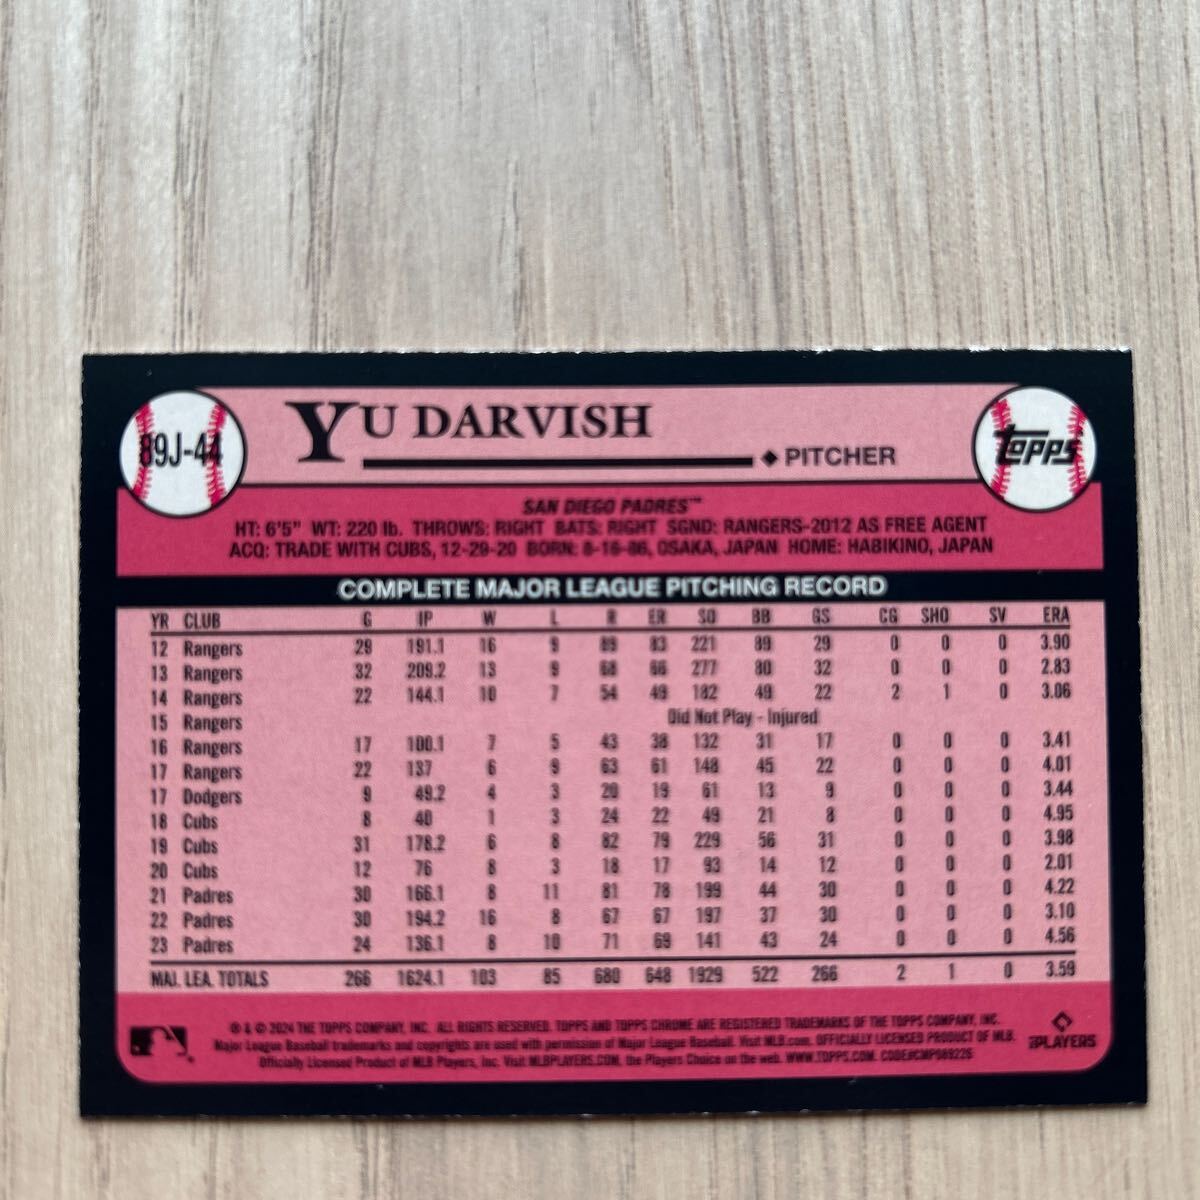 89J-44
YU DARVISH
◆ PITCHER
TOPPS
SAN DIEGO PADRES™
HT: 6'5" WT: 220 lb. THROWS: RIGHT BATS: RIGHT SGND: RANGERS-2012 AS FREE AGENT
ACQ: TRADE WITH CUBS, 12-29-20 BORN: 8-16-86, OSAKA, JAPAN HOME: HABIKINO, JAPAN
COMPLETE MAJOR LEAGUE PITCHING RECORD
YR CLUB G IP W L R ER SO BB GS CG SHO SV ERA
12 Rangers 29 191.1 16 9 89 83 221 89 29 0 0 0 3.90
13 Rangers 32 209.2 13 9 68 66 277 80 32 0 0 0 2.83
14 Rangers 22 144.1 10 7 54 49 182 49 22 2 1 0 3.06
15 Rangers Did Not Play - Injured
16 Rangers 17 100.1 7 5 43 38 132 31 17 0 0 0 3.41
17 Rangers 22 137 6 9 63 61 148 45 22 0 0 0 4.01
17 Dodgers 9 49.2 4 3 20 19 61 13 9 0 0 0 3.44
18 Cubs 8 40 1 3 24 22 49 21 8 0 0 0 4.95
19 Cubs 31 178.2 6 8 82 79 229 56 31 0 0 0 3.98
20 Cubs 12 76 8 3 18 17 93 14 12 0 0 0 2.01
21 Padres 30 166.1 8 11 81 78 199 44 30 0 0 0 4.22
22 Padres 30 194.2 16 8 67 67 197 37 30 0 0 0 3.10
23 Padres 24 136.1 8 10 71 69 141 43 24 0 0 0 4.56
MAJ. LEA. TOTALS 266 1624.1 103 85 680 648 1929 522 266 2 1 0 3.59
® & © 2024 THE TOPPS COMPANY, INC. ALL RIGHTS RESERVED. TOPPS AND TOPPS CHROME ARE REGISTERED TRADEMARKS OF THE TOPPS COMPANY, INC.
Major League Baseball trademarks and copyrights are used with permission of Major League Baseball. Visit MLB.com. OFFICIALLY LICENSED PRODUCT OF MLB
Officially Licensed Product of MLB Players, Inc. Visit MLBPLAYERS.COM, the Players Choice on the web. WWW.TOPPS.COM. CODE#CMP089226
PLAYERS